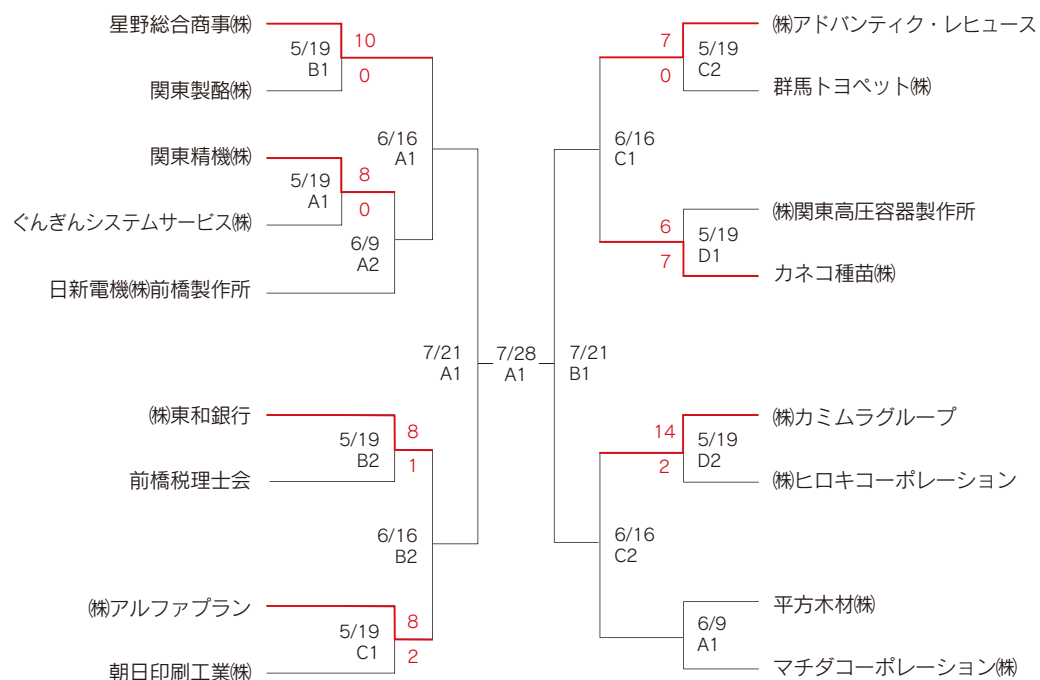 星野総合商事㈱
5/19
B1
10
0
関東製酪㈱
6/16
A1
関東精機㈱
5/19
A1
8
0
ぐんぎんシステムサービス㈱
6/9
A2
日新電機㈱前橋製作所
7/21
A1
7/28
A1
7/21
B1
㈱東和銀行
5/19
B2
8
1
前橋税理士会
6/16
B2
㈱アルファプラン
5/19
C1
8
2
朝日印刷工業㈱
㈱アドバンティク・レヒュース
7
0
5/19
C2
群馬トヨペット㈱
6/16
C1
㈱関東高圧容器製作所
6
7
5/19
D1
カネコ種苗㈱
㈱カミムラグループ
14
2
5/19
D2
㈱ヒロキコーポレーション
6/16
C2
平方木材㈱
6/9
A1
マチダコーポレーション㈱